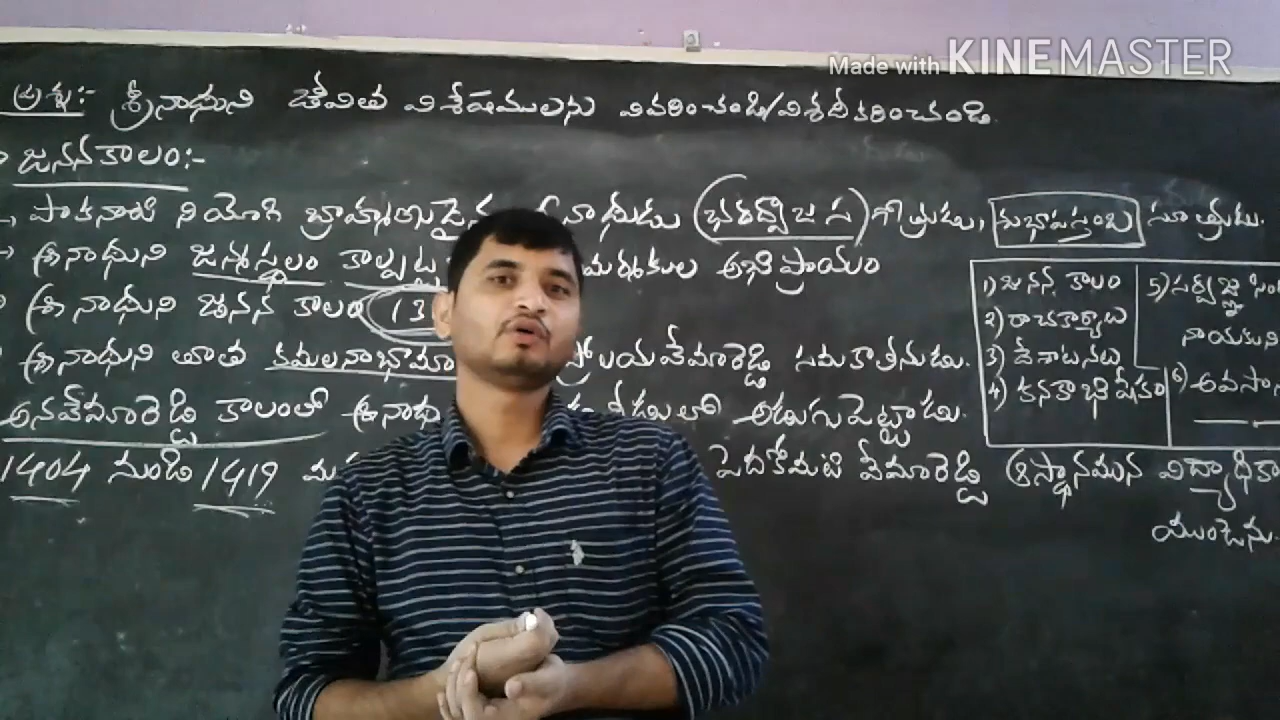 Made with KINEMASTER
ప్రశ్న:- శ్రీనాథుని జీవిత విశేషములను వివరించండి/విశదీకరించండి.
జననకాలం:-
పాకనాటి నియోగి బ్రాహ్మణుడైన నాథుడు (భరద్వాజ స) గోత్రుడు, శుభాపస్తంబ సూత్రుడు.
శ్రీనాథుని జన్మస్థలం కాల్పట్ట విమర్శకుల అభిప్రాయం
శ్రీనాథుని జనన కాలం 13
శ్రీనాథుని తాత కమలనాభామా ప్రోలయవేమారెడ్డి సమకాలీనుడు.
అనవేమారెడ్డి కాలంలో శ్రీనాథు అడుగుపెట్టాడు.
1404 నుండి 1419 పెదకోమటి వేమారెడ్డి ఆస్థానమున విద్యాధికా
యుండెను.
1) జనన కాలం
2) రాచకార్యాలు
3) దేశాటనలు
4) కనకాభిషేకం
5) సర్వజ్ఞ సింగ
నాయకుని
6) అవసా